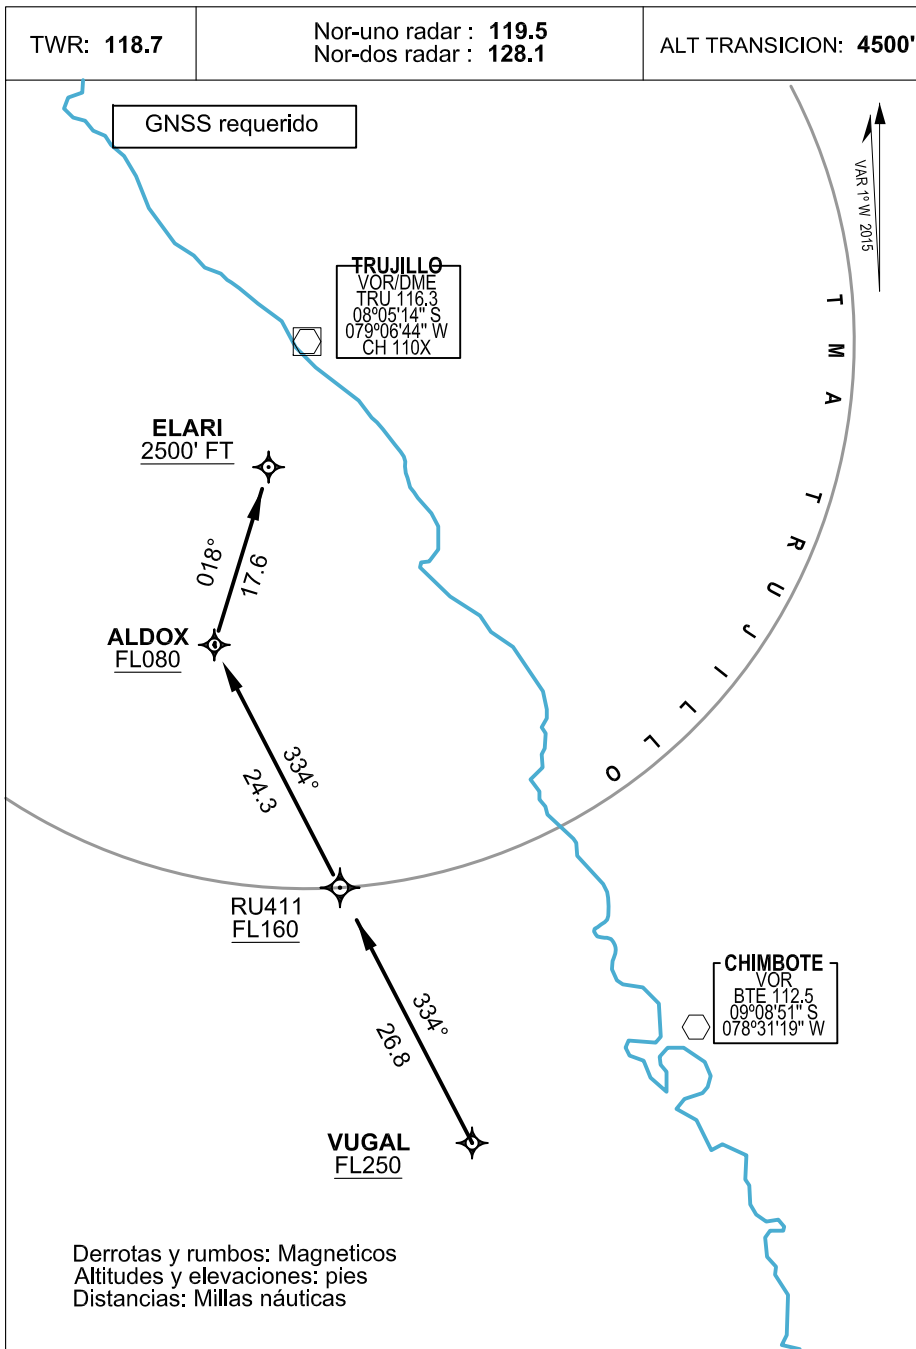 TWR: 118.7
Nor-uno radar : 119.5
Nor-dos radar : 128.1
ALT TRANSICION: 4500'
GNSS requerido
VAR 1° W 2015
TRUJILLO
VOR/DME
TRU 116.3
08°05'14" S
079°06'44" W
CH 110X
TMA TRUJILLO
ELARI
2500' FT
018°
17.6
ALDOX
FL080
334°
24.3
RU411
FL160
334°
26.8
CHIMBOTE
VOR
BTE 112.5
09°08'51" S
078°31'19" W
VUGAL
FL250
Derrotas y rumbos: Magneticos
Altitudes y elevaciones: pies
Distancias: Millas náuticas